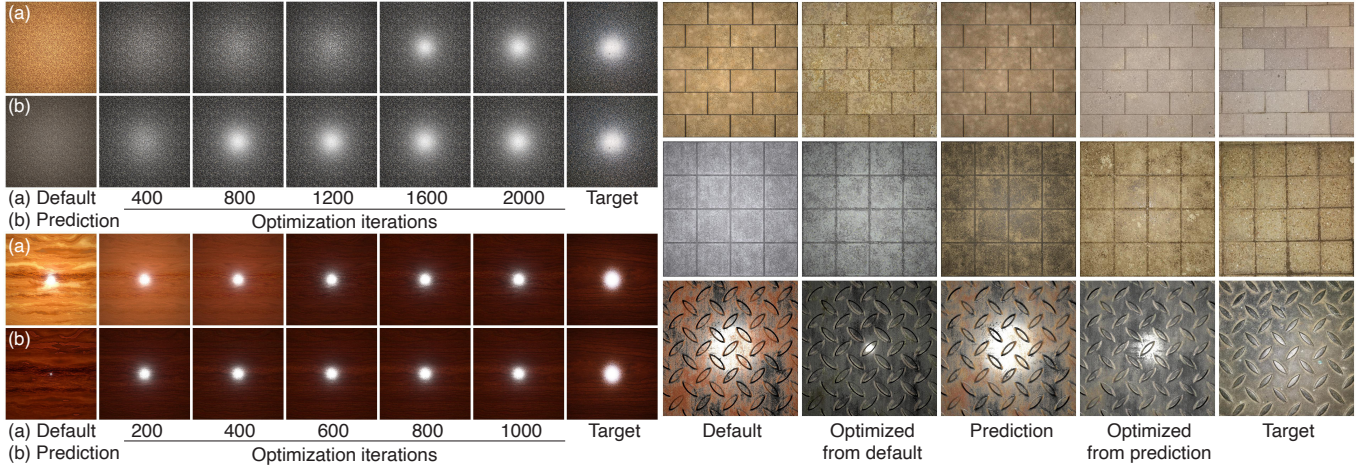 (a)
(b)
(a) Default 400 800 1200 1600 2000 Target
(b) Prediction Optimization iterations
(a)
(b)
(a) Default 200 400 600 800 1000 Target
(b) Prediction Optimization iterations
Default Optimized from default Prediction Optimized from prediction Target